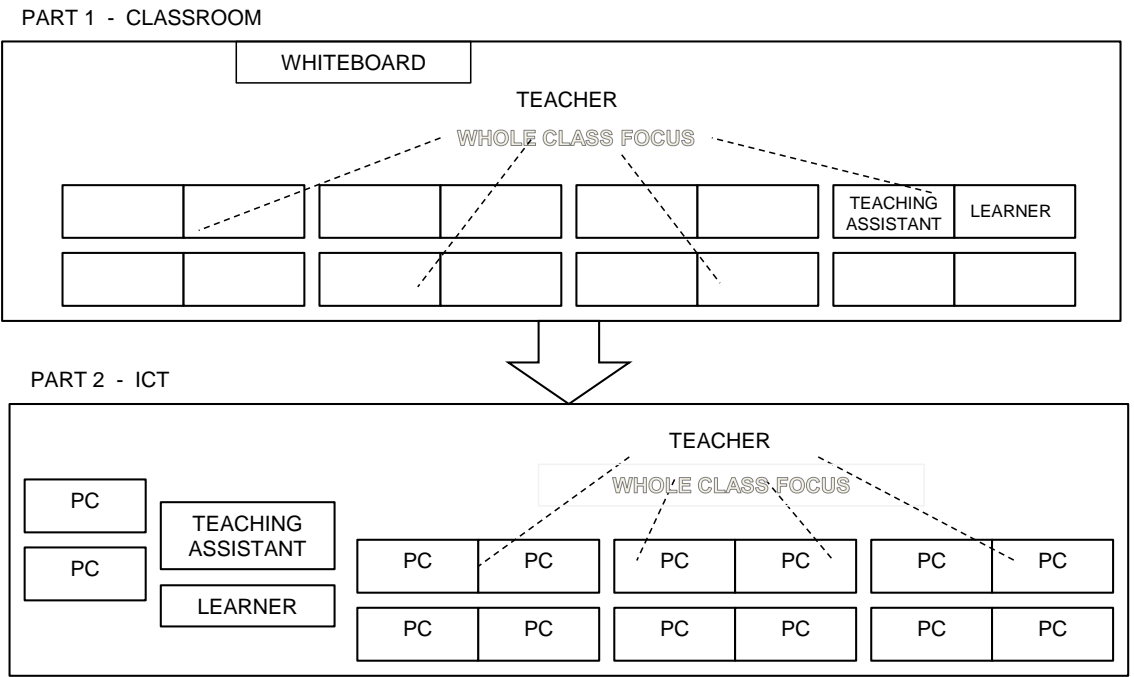 PART 1 - CLASSROOM
WHITEBOARD
TEACHER
WHOLE CLASS FOCUS
TEACHING
ASSISTANT
LEARNER
PART 2 - ICT
TEACHER
WHOLE CLASS FOCUS
PC
TEACHING
ASSISTANT
PC
LEARNER
PC PC PC PC PC PC
PC PC PC PC PC PC